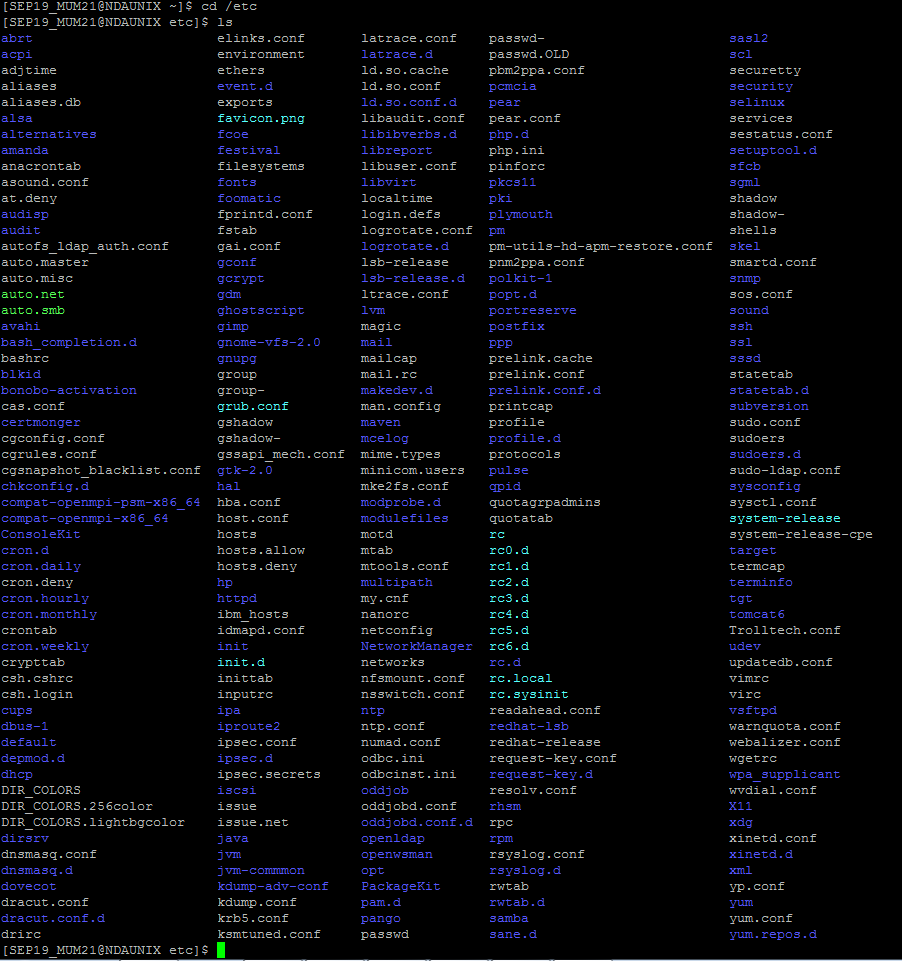 [SEP19_MUM21@NDAUNIX ~]$ cd /etc
[SEP19_MUM21@NDAUNIX etc]$ ls
abrt elinks.conf latrace.conf passwd- sasl2
acpi environment latrace.d passwd.OLD scl
adjtime ethers ld.so.cache pbm2ppa.conf securetty
aliases event.d ld.so.conf pcmcia security
aliases.db exports ld.so.conf.d pear selinux
alsa favicon.png libaudit.conf pear.conf services
alternatives fcoe libibverbs.d php.d sestatus.conf
amanda festival libreport php.ini setuptool.d
anacrontab filesystems libuser.conf pinforc sfcb
asound.conf fonts libvirt pkcs11 sgml
at.deny foomatic localtime pki shadow
audisp fprintd.conf login.defs plymouth shadow-
audit fstab logrotate.conf pm shells
autofs_ldap_auth.conf gai.conf logrotate.d pm-utils-hd-apm-restore.conf skel
auto.master gconf lsb-release pnm2ppa.conf smartd.conf
auto.misc gcrypt lsb-release.d polkit-1 snmp
auto.net gdm ltrace.conf popt.d sos.conf
auto.smb ghostscript lvm portreserve sound
avahi gimp magic postfix ssh
bash_completion.d gnome-vfs-2.0 mail ppp ssl
bashrc gnupg mailcap prelink.cache sssd
blkid group mail.rc prelink.conf statetab
bonobo-activation group- makedev.d prelink.conf.d statetab.d
cas.conf grub.conf man.config printcap subversion
certmonger gshadow maven profile sudo.conf
cgconfig.conf gshadow- mcelog profile.d sudoers
cgrules.conf gssapi_mech.conf mime.types protocols sudoers.d
cgsnapshot_blacklist.conf gtk-2.0 minicom.users pulse sudo-ldap.conf
chkconfig.d hal mke2fs.conf qpid sysconfig
compat-openmpi-psm-x86_64 hba.conf modprobe.d quotagrpadmins sysctl.conf
compat-openmpi-x86_64 host.conf modulefiles quotatab system-release
ConsoleKit hosts motd rc system-release-cpe
cron.d hosts.allow mtab rc0.d target
cron.daily hosts.deny mtools.conf rc1.d termcap
cron.deny hp multipath rc2.d terminfo
cron.hourly httpd my.cnf rc3.d tgt
cron.monthly ibm_hosts nanorc rc4.d tomcat6
crontab idmapd.conf netconfig rc5.d Trolltech.conf
cron.weekly init NetworkManager rc6.d udev
crypttab init.d networks rc.d updatedb.conf
csh.cshrc inittab nfsmount.conf rc.local vimrc
csh.login inputrc nsswitch.conf rc.sysinit virc
cups ipa ntp readahead.conf vsftpd
dbus-1 iproute2 ntp.conf redhat-lsb warnquota.conf
default ipsec.conf numad.conf redhat-release webalizer.conf
depmod.d ipsec.d odbc.ini request-key.conf wgetrc
dhcp ipsec.secrets odbcinst.ini request-key.d wpa_supplicant
DIR_COLORS iscsi oddjob resolv.conf wvdial.conf
DIR_COLORS.256color issue oddjobd.conf rhsm X11
DIR_COLORS.lightbgcolor issue.net oddjobd.conf.d rpc xdg
dirsrv java openldap rpm xinetd.conf
dnsmasq.conf jvm openwsman rsyslog.conf xinetd.d
dnsmasq.d jvm-commmon opt rsyslog.d xml
dovecot kdump-adv-conf PackageKit rwtab yp.conf
dracut.conf kdump.conf pam.d rwtab.d yum
dracut.conf.d krb5.conf pango samba yum.conf
drirc ksmtuned.conf passwd sane.d yum.repos.d
[SEP19_MUM21@NDAUNIX etc]$